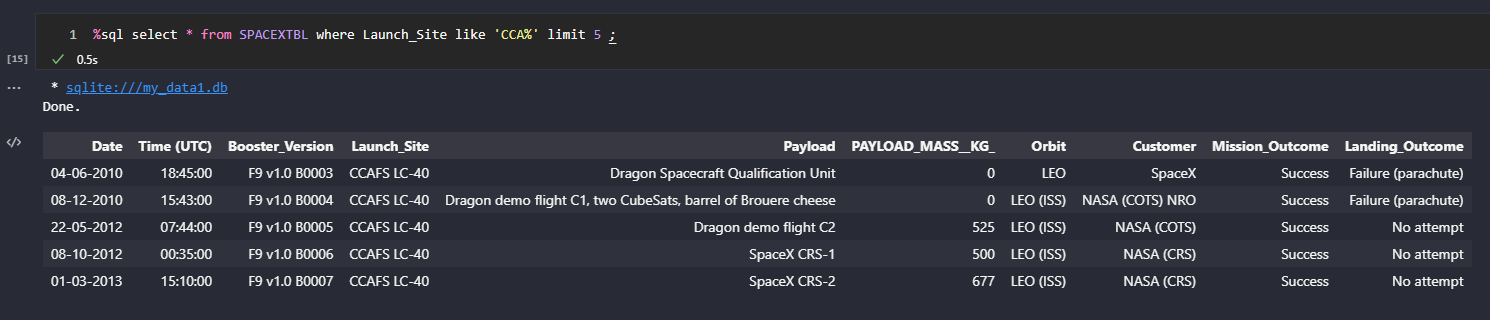 1 %sql select * from SPACEXTBL where Launch_Site like 'CCA%' limit 5 ;
[15] ✓ 0.5s
... * sqlite:///my_data1.db
Done.
</> Date Time (UTC) Booster_Version Launch_Site Payload PAYLOAD_MASS__KG_ Orbit Customer Mission_Outcome Landing_Outcome
04-06-2010 18:45:00 F9 v1.0 B0003 CCAFS LC-40 Dragon Spacecraft Qualification Unit 0 LEO SpaceX Success Failure (parachute)
08-12-2010 15:43:00 F9 v1.0 B0004 CCAFS LC-40 Dragon demo flight C1, two CubeSats, barrel of Brouere cheese 0 LEO (ISS) NASA (COTS) NRO Success Failure (parachute)
22-05-2012 07:44:00 F9 v1.0 B0005 CCAFS LC-40 Dragon demo flight C2 525 LEO (ISS) NASA (COTS) Success No attempt
08-10-2012 00:35:00 F9 v1.0 B0006 CCAFS LC-40 SpaceX CRS-1 500 LEO (ISS) NASA (CRS) Success No attempt
01-03-2013 15:10:00 F9 v1.0 B0007 CCAFS LC-40 SpaceX CRS-2 677 LEO (ISS) NASA (CRS) Success No attempt